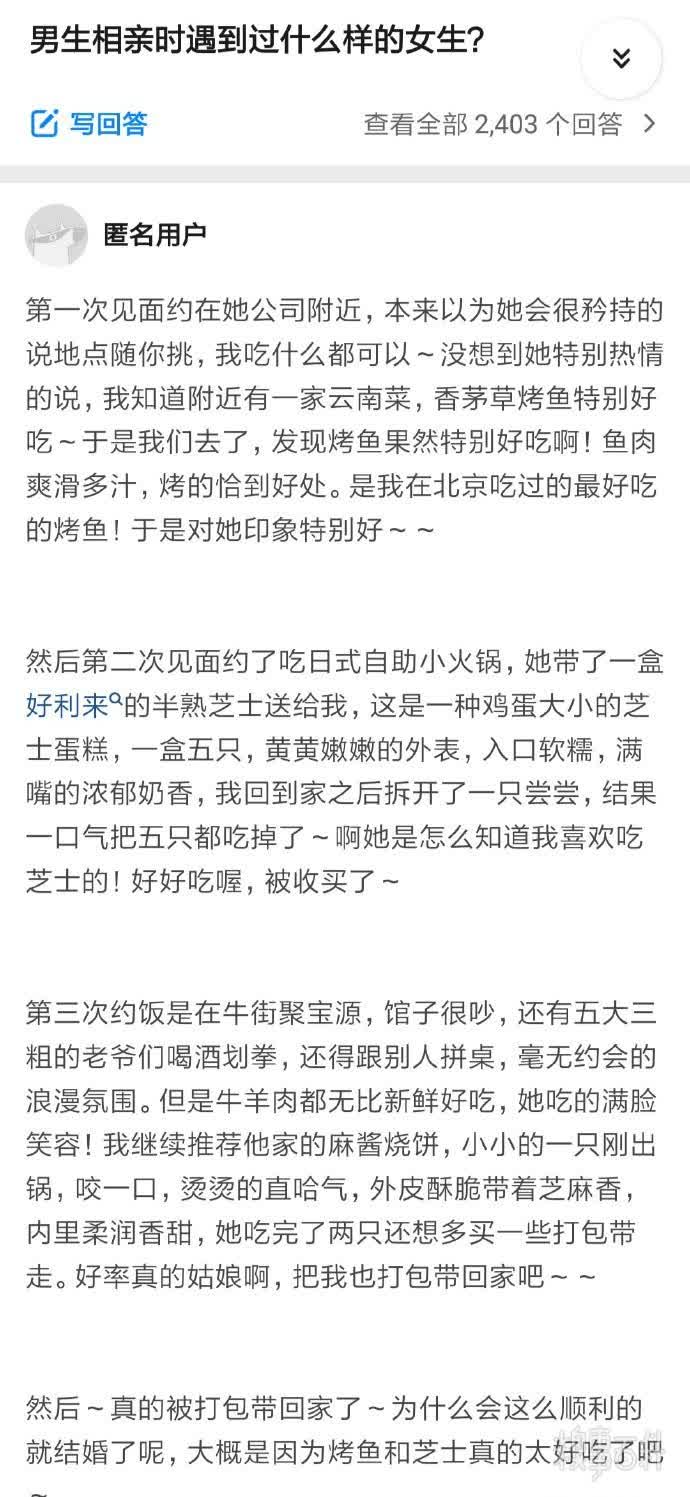 男生相亲时遇到过什么样的女生？
写回答
查看全部 2,403 个回答
匿名用户
第一次见面约在她公司附近，本来以为她会很矜持的
说地点随你挑，我吃什么都可以～没想到她特别热情
的说，我知道附近有一家云南菜，香茅草烤鱼特别好
吃～于是我们去了，发现烤鱼果然特别好吃啊！鱼肉
爽滑多汁，烤的恰到好处。是我在北京吃过的最好吃
的烤鱼！于是对她印象特别好～～
然后第二次见面约了吃日式自助小火锅，她带了一盒
好利来的半熟芝士送给我，这是一种鸡蛋大小的芝
士蛋糕，一盒五只，黄黄嫩嫩的外表，入口软糯，满
嘴的浓郁奶香，我回到家之后拆开了一只尝尝，结果
一口气把五只都吃掉了～啊她是怎么知道我喜欢吃
芝士的！好好吃喔，被收买了～
第三次约饭是在牛街聚宝源，馆子很吵，还有五大三
粗的老爷们喝酒划拳，还得跟别人拼桌，毫无约会的
浪漫氛围。但是牛羊肉都无比新鲜好吃，她吃的满脸
笑容！我继续推荐他家的麻酱烧饼，小小的一只刚出
锅，咬一口，烫烫的直哈气，外皮酥脆带着芝麻香，
内里柔润香甜，她吃完了两只还想多买一些打包带
走。好率真的姑娘啊，把我也打包带回家吧～～
然后～真的被打包带回家了～为什么会这么顺利的
就结婚了呢，大概是因为烤鱼和芝士真的太好吃了吧
～